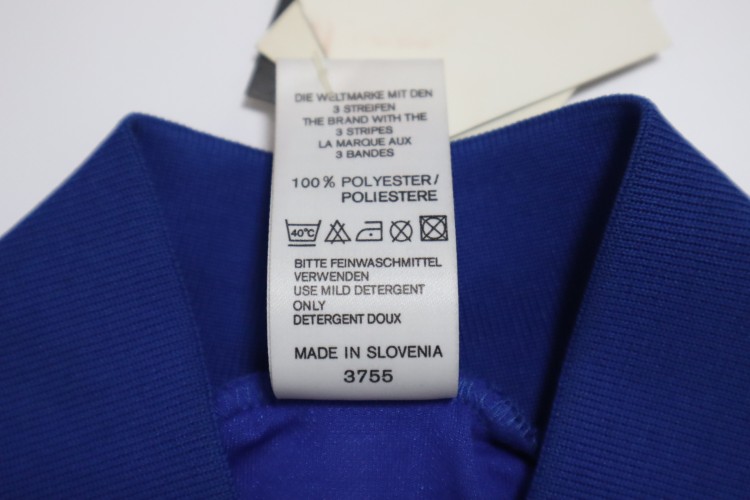 DIE WELTMARKE MIT DEN
3 STREIFEN
THE BRAND WITH THE
3 STRIPES
LA MARQUE AUX
3 BANDES
100% POLYESTER/
POLIESTERE
40°C
BITTE FEINWASCHMITTEL
VERWENDEN
USE MILD DETERGENT
ONLY
DETERGENT DOUX
MADE IN SLOVENIA
3755